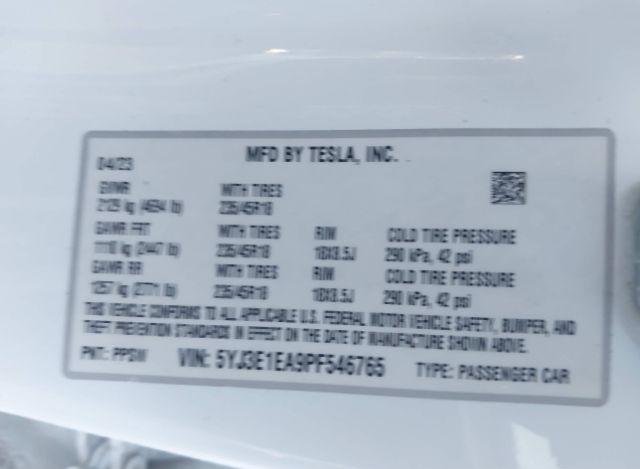 MFD BY TESLA, INC.
04/23
GVWR WITH TIRES
2129 kg (4694 lb) 235/45R18
GAWR FRT WITH TIRES RIM COLD TIRE PRESSURE
1110 kg (2447 lb) 235/45R18 18X8.5J 290 kPa, 42 psi
GAWR RR WITH TIRES RIM COLD TIRE PRESSURE
1257 kg (2771 lb) 235/45R18 18X8.5J 290 kPa, 42 psi
THIS VEHICLE CONFORMS TO ALL APPLICABLE U.S. FEDERAL MOTOR VEHICLE SAFETY, BUMPER, AND
THEFT PREVENTION STANDARDS IN EFFECT ON THE DATE OF MANUFACTURE SHOWN ABOVE.
PNT: PPSW VIN: 5YJ3E1EA9PF546765 TYPE: PASSENGER CAR